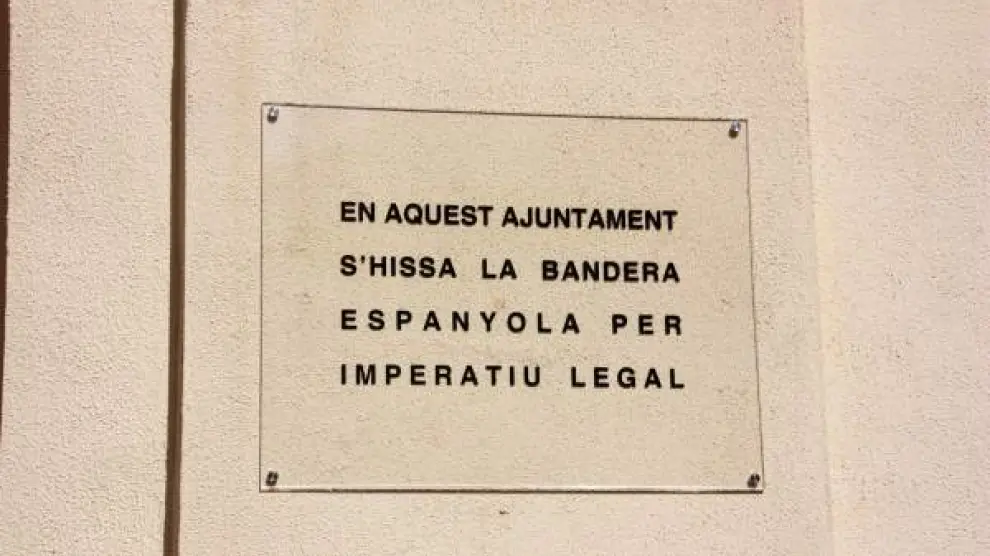 EN AQUEST AJUNTAMENT
S'HISSA LA BANDERA
ESPANYOLA PER
IMPERATIU LEGAL